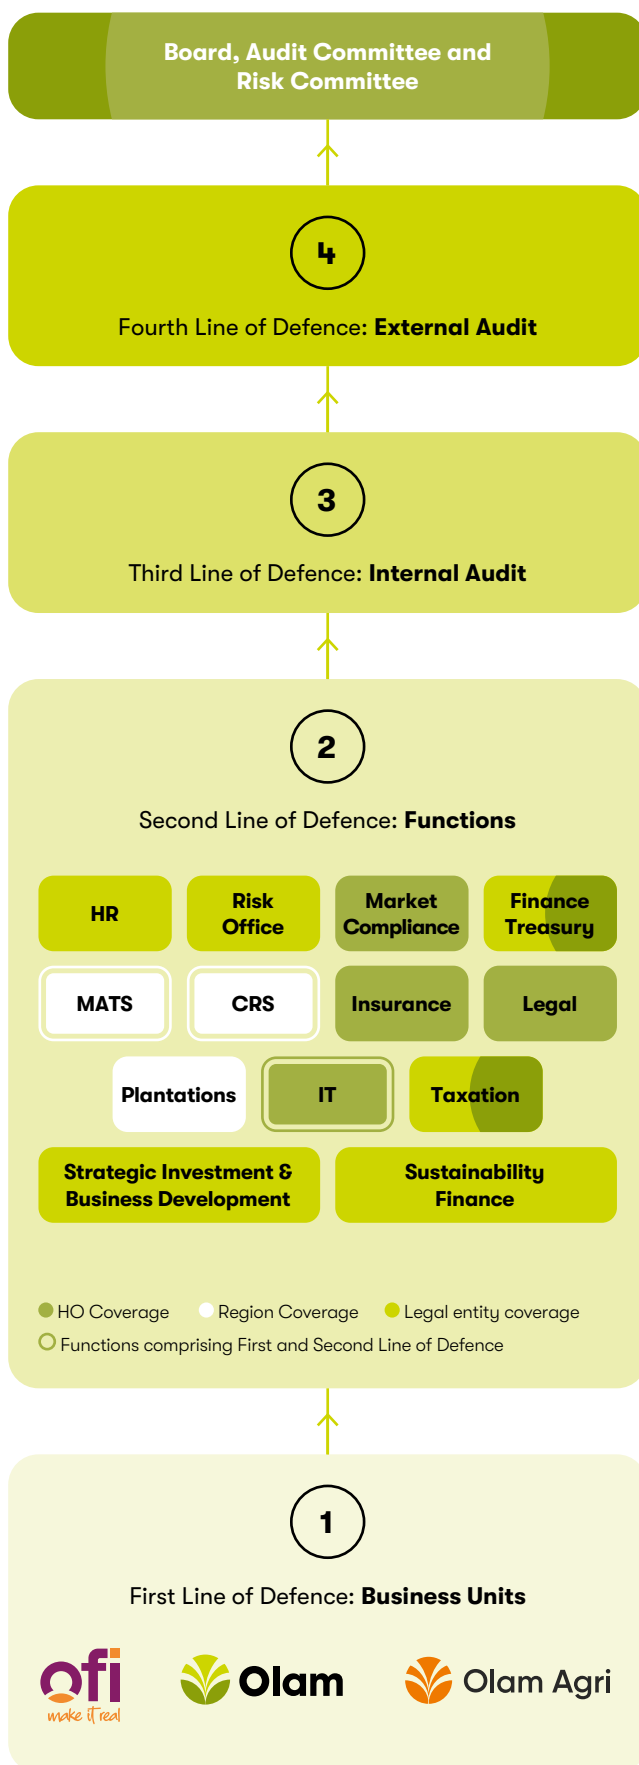 Board, Audit Committee and
Risk Committee
4
Fourth Line of Defence: External Audit
3
Third Line of Defence: Internal Audit
2
Second Line of Defence: Functions
HR
Risk
Office
Market
Compliance
Finance
Treasury
MATS
CRS
Insurance
Legal
Plantations
IT
Taxation
Strategic Investment &
Business Development
Sustainability
Finance
HO Coverage
Region Coverage
Legal entity coverage
Functions comprising First and Second Line of Defence
1
First Line of Defence: Business Units
ofi
make it real
Olam
Olam Agri